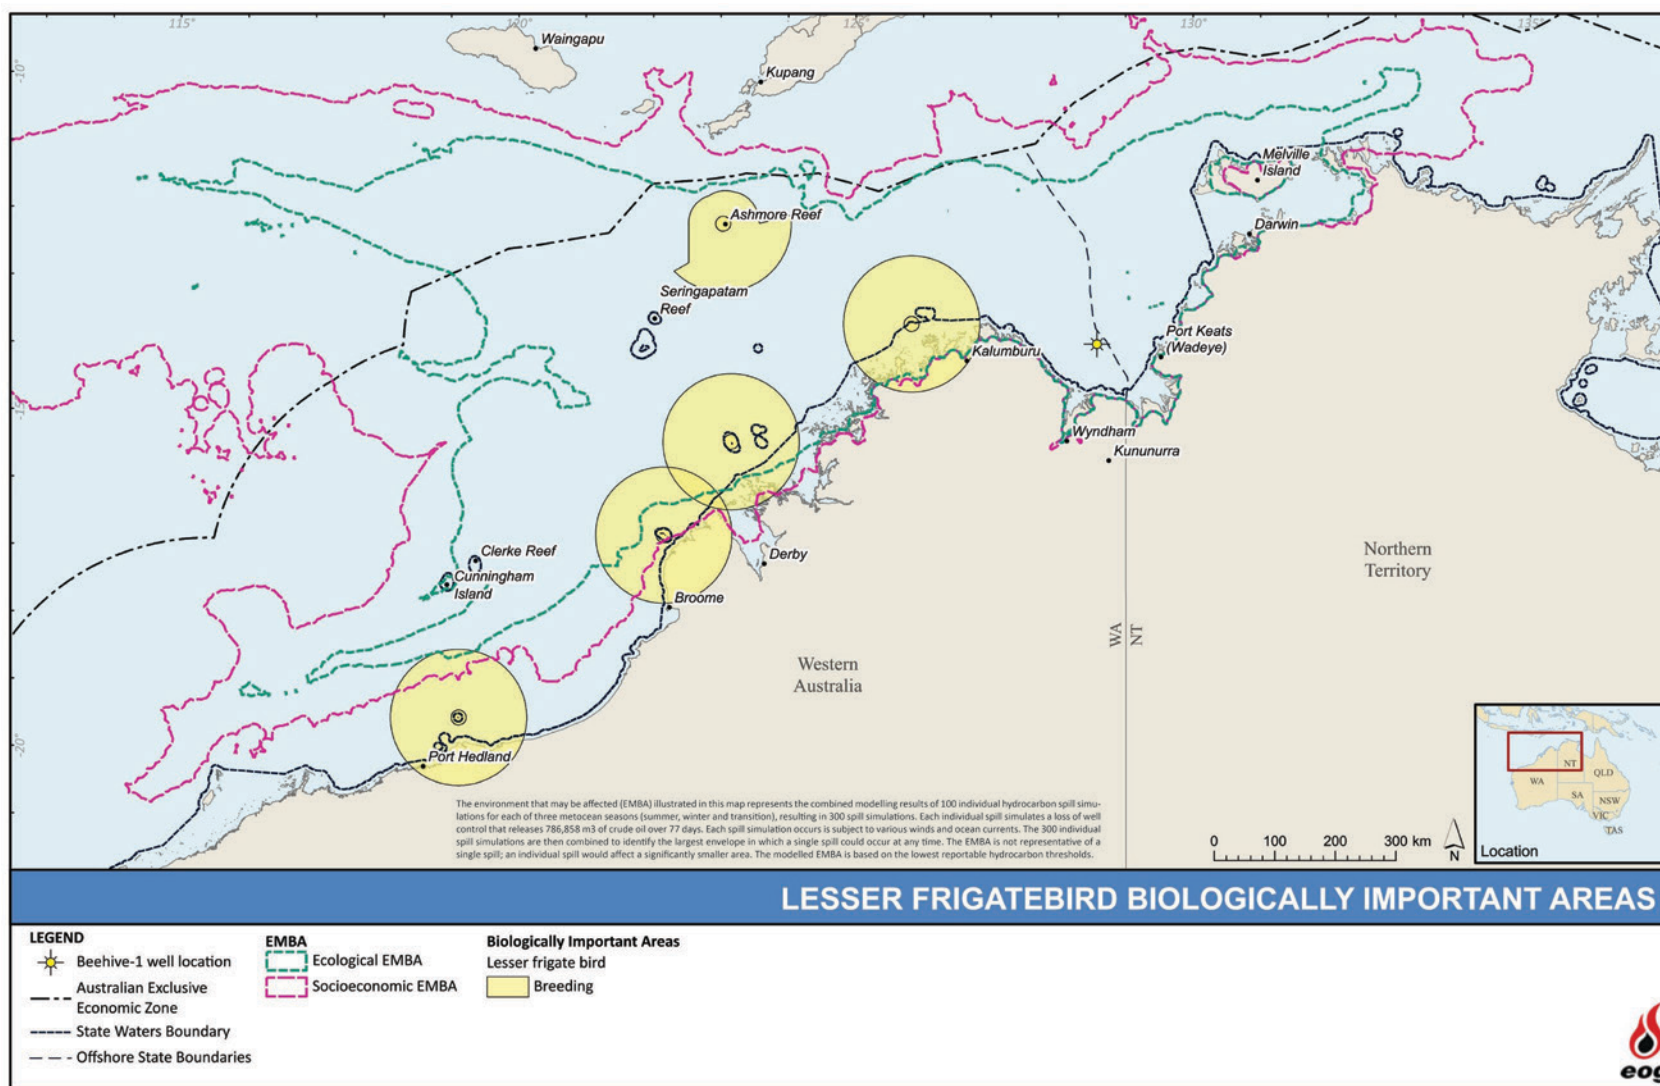 115°
120°
125°
130°
135°
-10°
-15°
-20°
Waingapu
Kupang
Melville
Island
Ashmore Reef
Darwin
Seringapatam
Reef
Port Keats
(Wadeye)
Kalumburu
Wyndham
Kununurra
Clerke Reef
Cunningham
Island
Derby
Broome
Northern
Territory
WA
NT
Western
Australia
Port Hedland
The environment that may be affected (EMBA) illustrated in this map represents the combined modelling results of 100 individual hydrocarbon spill simu-
lations for each of three metocean seasons (summer, winter and transition), resulting in 300 spill simulations. Each individual spill simulates a loss of well
control that releases 786,858 m3 of crude oil over 77 days. Each spill simulation occurs is subject to various winds and ocean currents. The 300 individual
spill simulations are then combined to identify the largest envelope in which a single spill could occur at any time. The EMBA is not representative of a
single spill; an individual spill would affect a significantly smaller area. The modelled EMBA is based on the lowest reportable hydrocarbon thresholds.
0 100 200 300 km
N
WA
NT
QLD
SA
NSW
VIC
TAS
Location
LESSER FRIGATEBIRD BIOLOGICALLY IMPORTANT AREAS
LEGEND
Beehive-1 well location
Australian Exclusive
Economic Zone
State Waters Boundary
Offshore State Boundaries
EMBA
Ecological EMBA
Socioeconomic EMBA
Biologically Important Areas
Lesser frigate bird
Breeding
eog